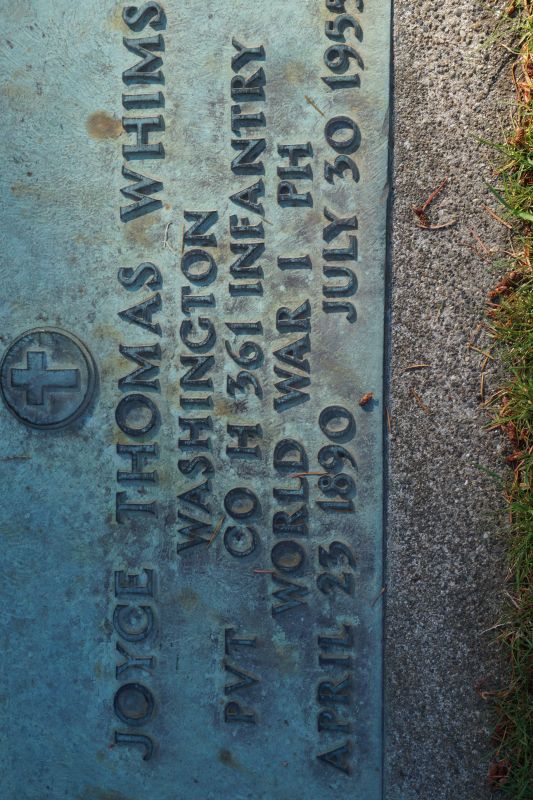 JOYCE THOMAS WHIMS
WASHINGTON
PVT CO H 361 INFANTRY
WORLD WAR I PH
APRIL 23 1890 JULY 30 1955